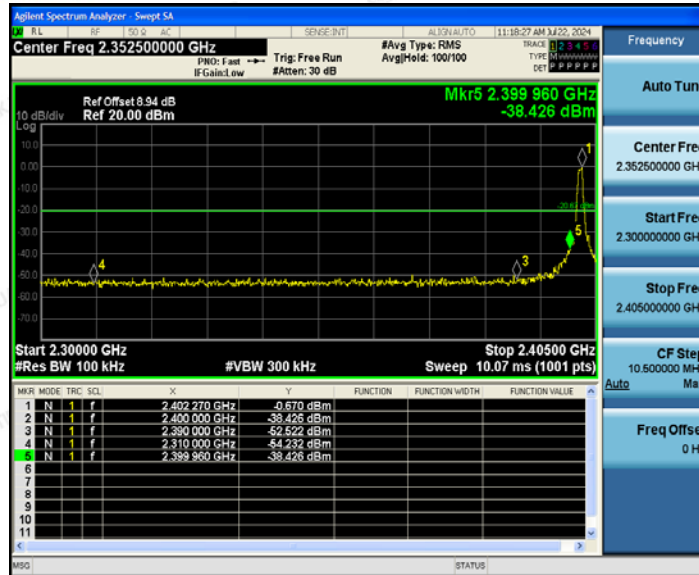 Agilent Spectrum Analyzer - Swept SA
RL RF 50 Ω AC SENSE:INT ALIGNAUTO 11:18:27 AM Jul 22, 2024
Center Freq 2.352500000 GHz
PNO: Fast
IFGain:Low
Trig: Free Run
#Atten: 30 dB
#Avg Type: RMS
Avg|Hold: 100/100
TRACE 1 2 3 4 5 6
TYPE M
DET P P P P P P
Ref Offset 8.94 dB
Ref 20.00 dBm
10 dB/div
Log
Mkr5 2.399 960 GHz
-38.426 dBm
10.0
0.00
-10.0
-20.0
-30.0
-40.0
-50.0
-60.0
-70.0
1
5
3
4
Start 2.30000 GHz
Stop 2.40500 GHz
#Res BW 100 kHz
#VBW 300 kHz
Sweep 10.07 ms (1001 pts)
MKR MODE TRC SCL X Y FUNCTION FUNCTION WIDTH FUNCTION VALUE
1 N 1 f 2.402 270 GHz -0.670 dBm
2 N 1 f 2.400 000 GHz -38.426 dBm
3 N 1 f 2.390 000 GHz -52.522 dBm
4 N 1 f 2.310 000 GHz -54.232 dBm
5 N 1 f 2.399 960 GHz -38.426 dBm
6
7
8
9
10
11
MSG
STATUS
Frequency
Auto Tun
Center Fre
2.352500000 GH
Start Fre
2.300000000 GH
Stop Fre
2.405000000 GH
CF Ste
10.500000 MH
Auto Ma
Freq Offse
0 H